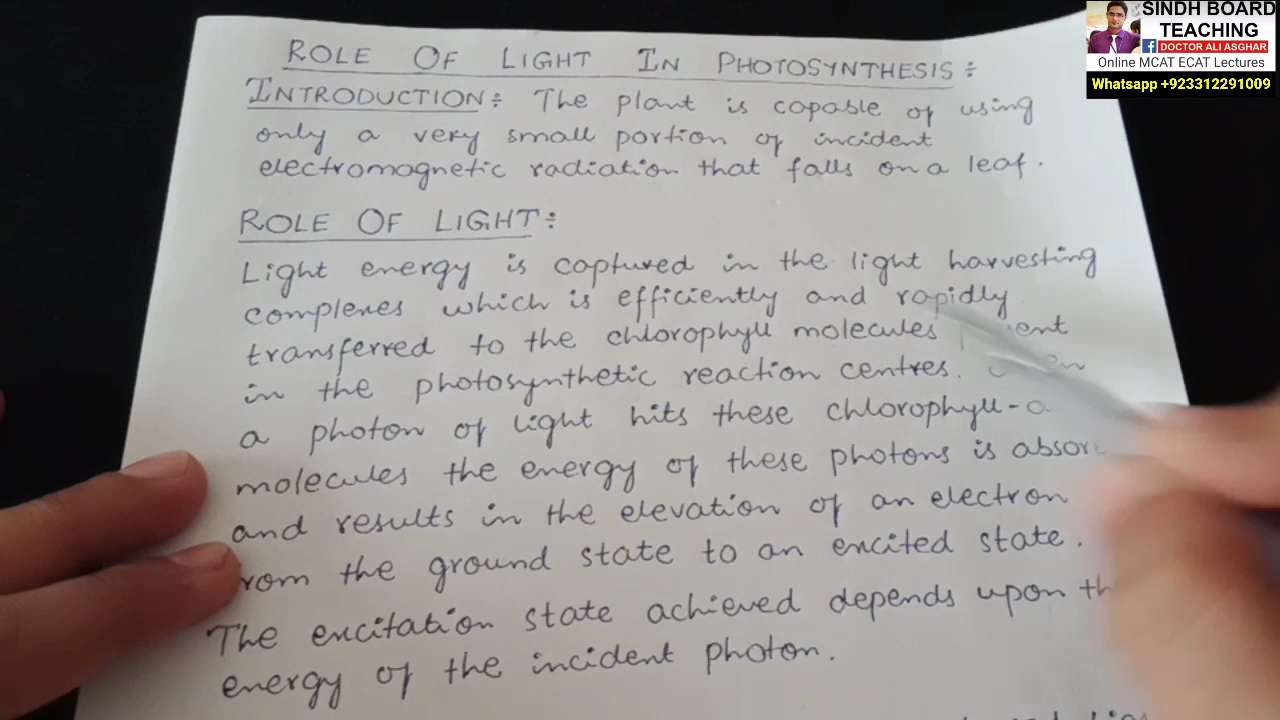 SINDH BOARD
TEACHING
DOCTOR ALI ASGHAR
Online MCAT ECAT Lectures
Whatsapp +923312291009
ROLE OF LIGHT IN PHOTOSYNTHESIS:
INTRODUCTION: The plant is capable of using
only a very small portion of incident
electromagnetic radiation that falls on a leaf.
ROLE OF LIGHT:
Light energy is captured in the light harvesting
complexes which is efficiently and rapidly
transferred to the chlorophyll molecules
in the photosynthetic reaction centres.
a photon of light hits these chlorophyll-a
molecules the energy of these photons is
and results in the elevation of an electron
the ground state to an excited state.
The excitation state achieved depends upon
energy of the incident photon.